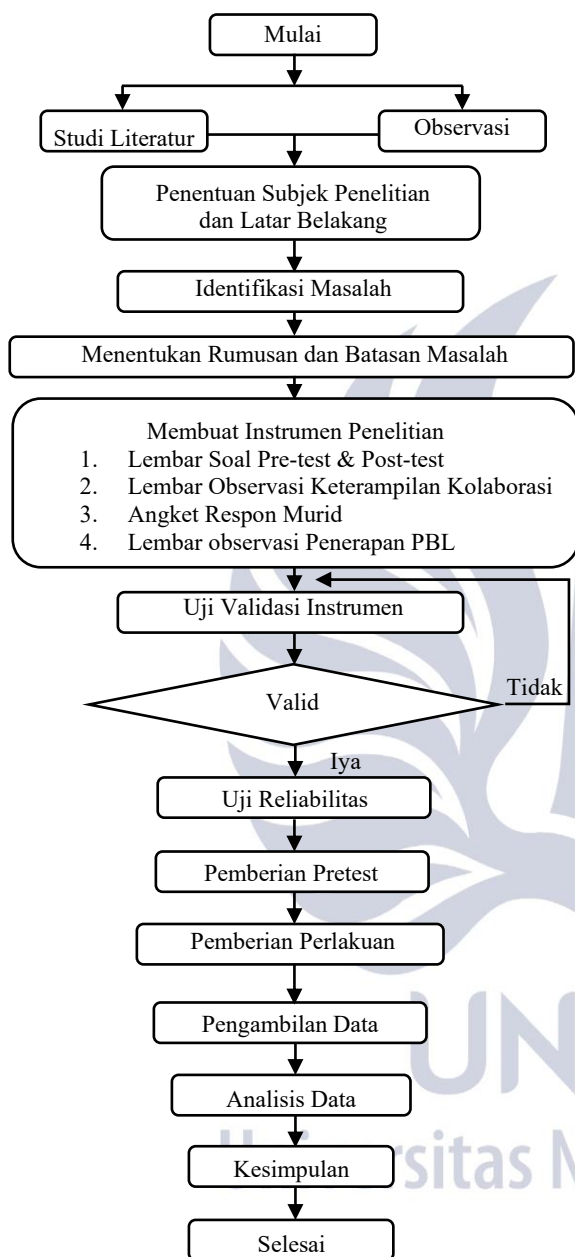 Mulai
Studi Literatur
Observasi
Penentuan Subjek Penelitian
dan Latar Belakang
Identifikasi Masalah
Menentukan Rumusan dan Batasan Masalah
Membuat Instrumen Penelitian
1. Lembar Soal Pre-test & Post-test
2. Lembar Observasi Keterampilan Kolaborasi
3. Angket Respon Murid
4. Lembar observasi Penerapan PBL
Uji Validasi Instrumen
Valid
Tidak
Iya
Uji Reliabilitas
Pemberian Pretest
Pemberian Perlakuan
Pengambilan Data
UN
Analisis Data
Kesimpulan
Selesai